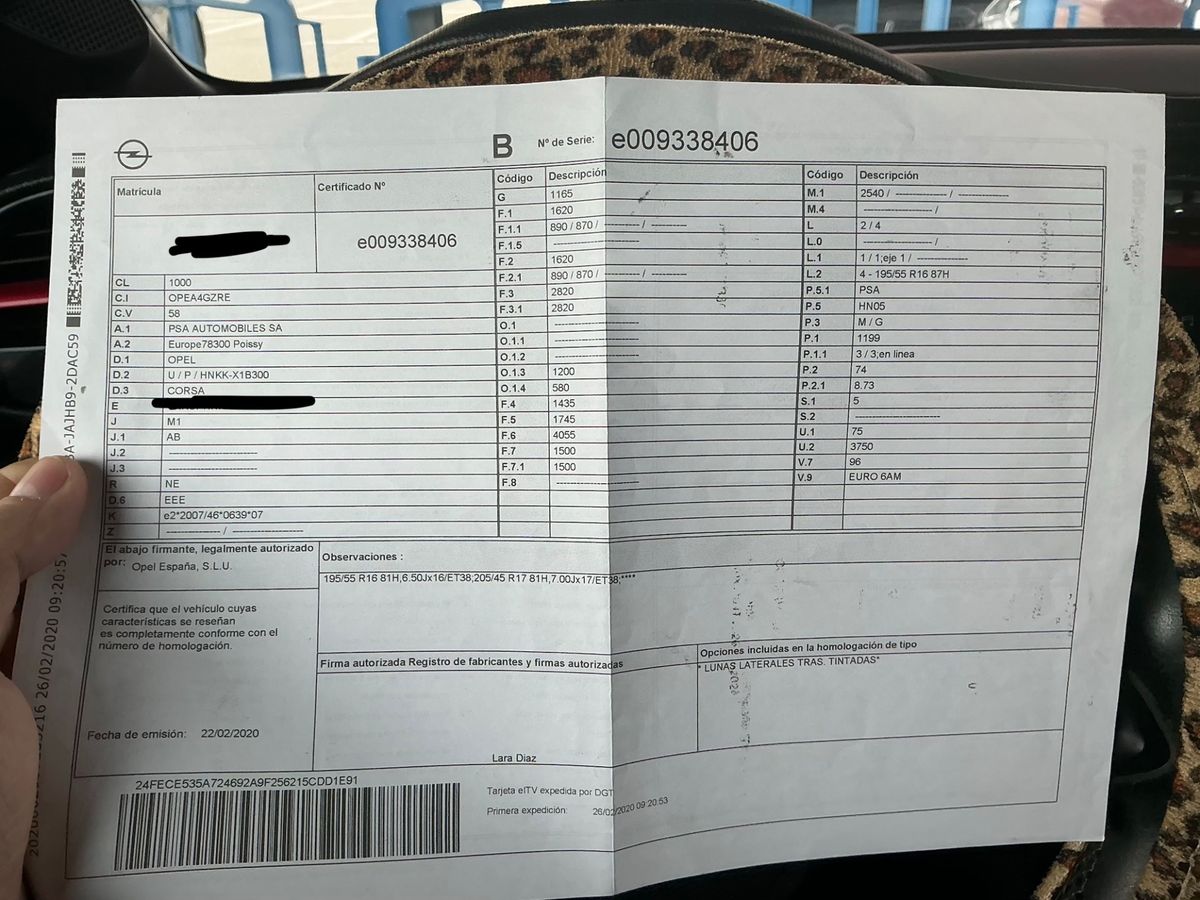 B Nº de Serie: e009338406
Matrícula
Certificado Nº
e009338406
CL 1000
C.I OPEA4GZRE
C.V 58
A.1 PSA AUTOMOBILES SA
A.2 Europe78300 Poissy
D.1 OPEL
D.2 U / P / HNKK-X1B300
D.3 CORSA
E
J M1
J.1 AB
J.2 ------------------------
J.3 ------------------------
R NE
D.6 EEE
K e2*2007/46*0639*07
Z --------------- / -------------------
Código Descripción
G 1165
F.1 1620
F.1.1 890 / 870 / ---------- / ----------
F.1.5 ------------------------
F.2 1620
F.2.1 890 / 870 / ---------- / ----------
F.3 2820
F.3.1 2820
O.1 ------------------------
O.1.1 ------------------------
O.1.2 ------------------------
O.1.3 1200
O.1.4 580
F.4 1435
F.5 1745
F.6 4055
F.7 1500
F.7.1 1500
F.8 ------------------------
Código Descripción
M.1 2540 / --------------- / ---------------
M.4 -------------------- /
L 2 / 4
L.0 -------------------- /
L.1 1 / 1;eje 1 / ---------------
L.2 4 - 195/55 R16 87H
P.5.1 PSA
P.5 HN05
P.3 M / G
P.1 1199
P.1.1 3 / 3;en linea
P.2 74
P.2.1 8.73
S.1 5
S.2 ------------------------
U.1 75
U.2 3750
V.7 96
V.9 EURO 6AM
El abajo firmante, legalmente autorizado
por: Opel España, S.L.U.
Certifica que el vehículo cuyas
características se reseñan
es completamente conforme con el
número de homologación.
Fecha de emisión: 22/02/2020
Observaciones :
195/55 R16 81H,6.50Jx16/ET38;205/45 R17 81H,7.00Jx17/ET38;****
Firma autorizada Registro de fabricantes y firmas autorizadas
Lara Diaz
Opciones incluidas en la homologación de tipo
* LUNAS LATERALES TRAS. TINTADAS*
24FECE535A724692A9F256215CDD1E91
Tarjeta eITV expedida por DGT
Primera expedición: 26/02/2020 09:20:53
A-JAJHB9-2DAC59
26/02/2020 09:20:57